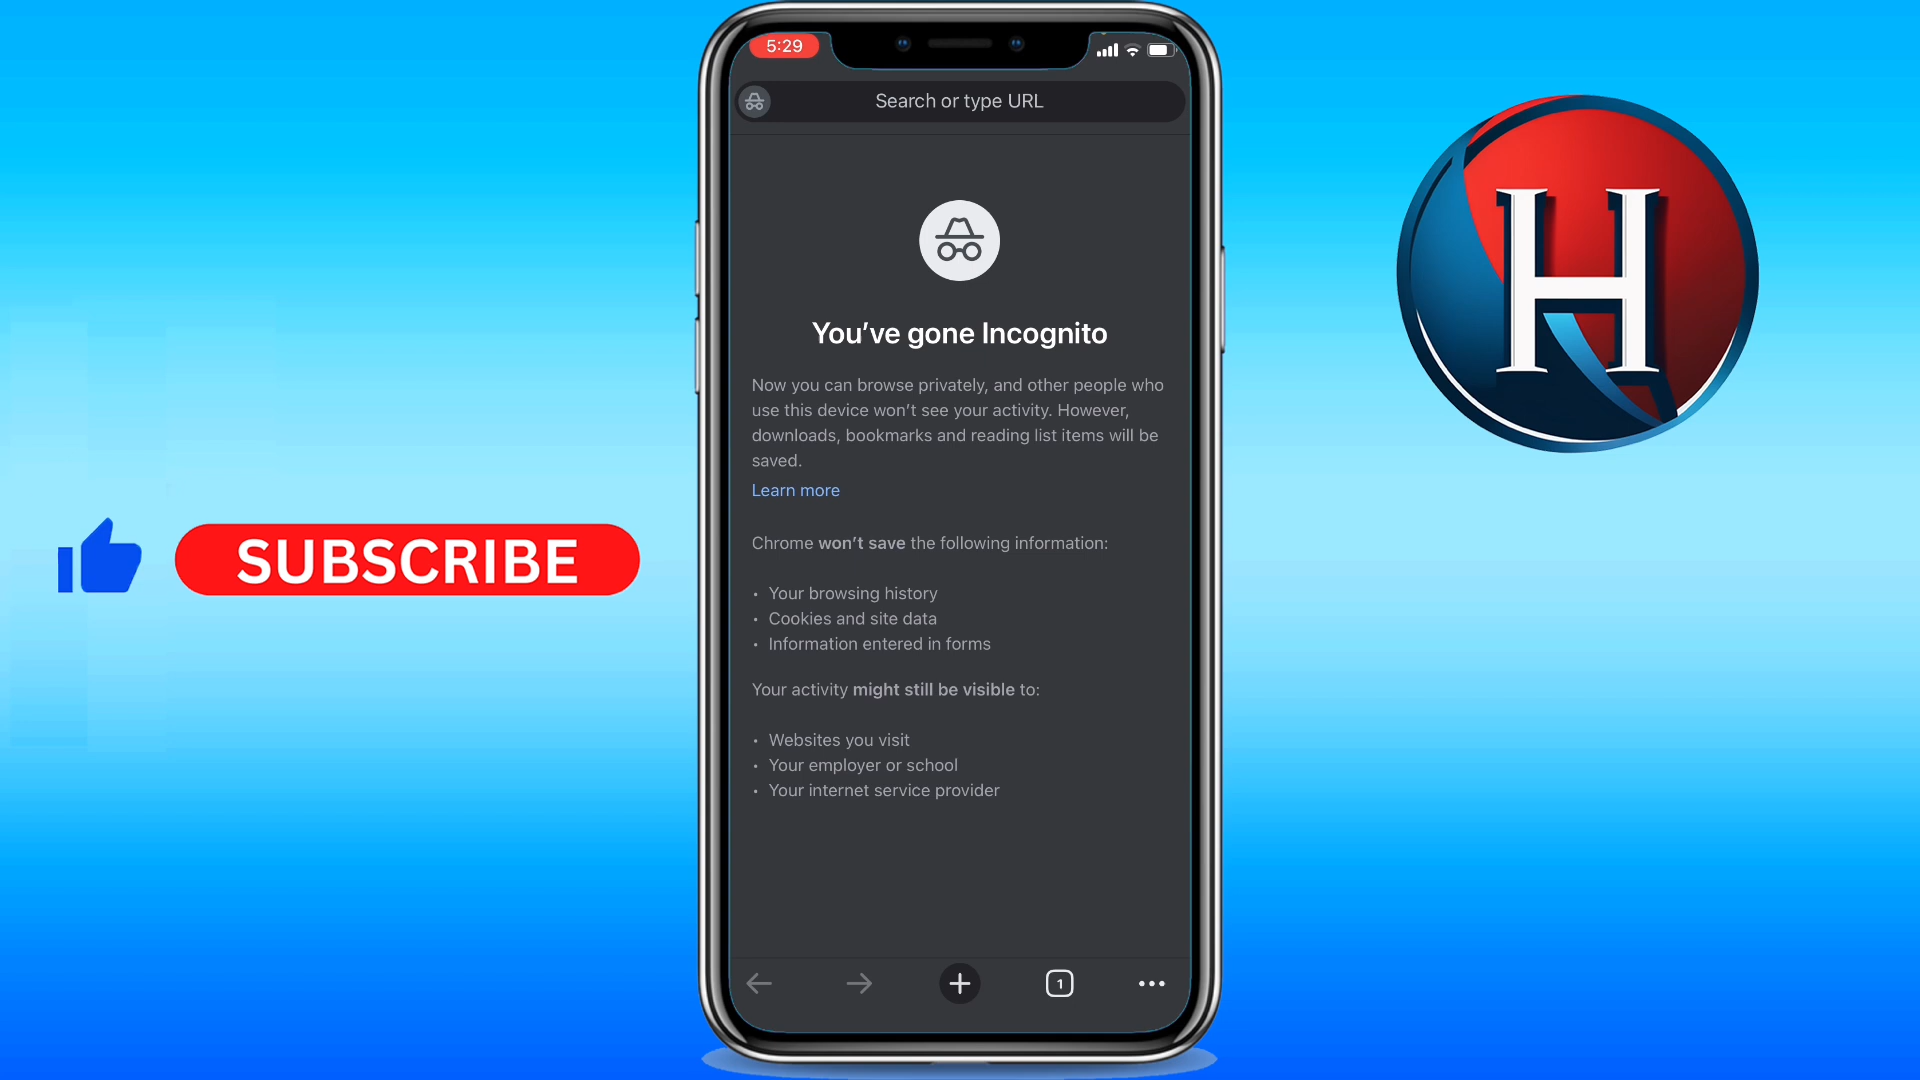 5:29
Search or type URL
You’ve gone Incognito
Now you can browse privately, and other people who
use this device won’t see your activity. However,
downloads, bookmarks and reading list items will be
saved.
Learn more
Chrome won’t save the following information:
• Your browsing history
• Cookies and site data
• Information entered in forms
Your activity might still be visible to:
• Websites you visit
• Your employer or school
• Your internet service provider
1
SUBSCRIBE
H